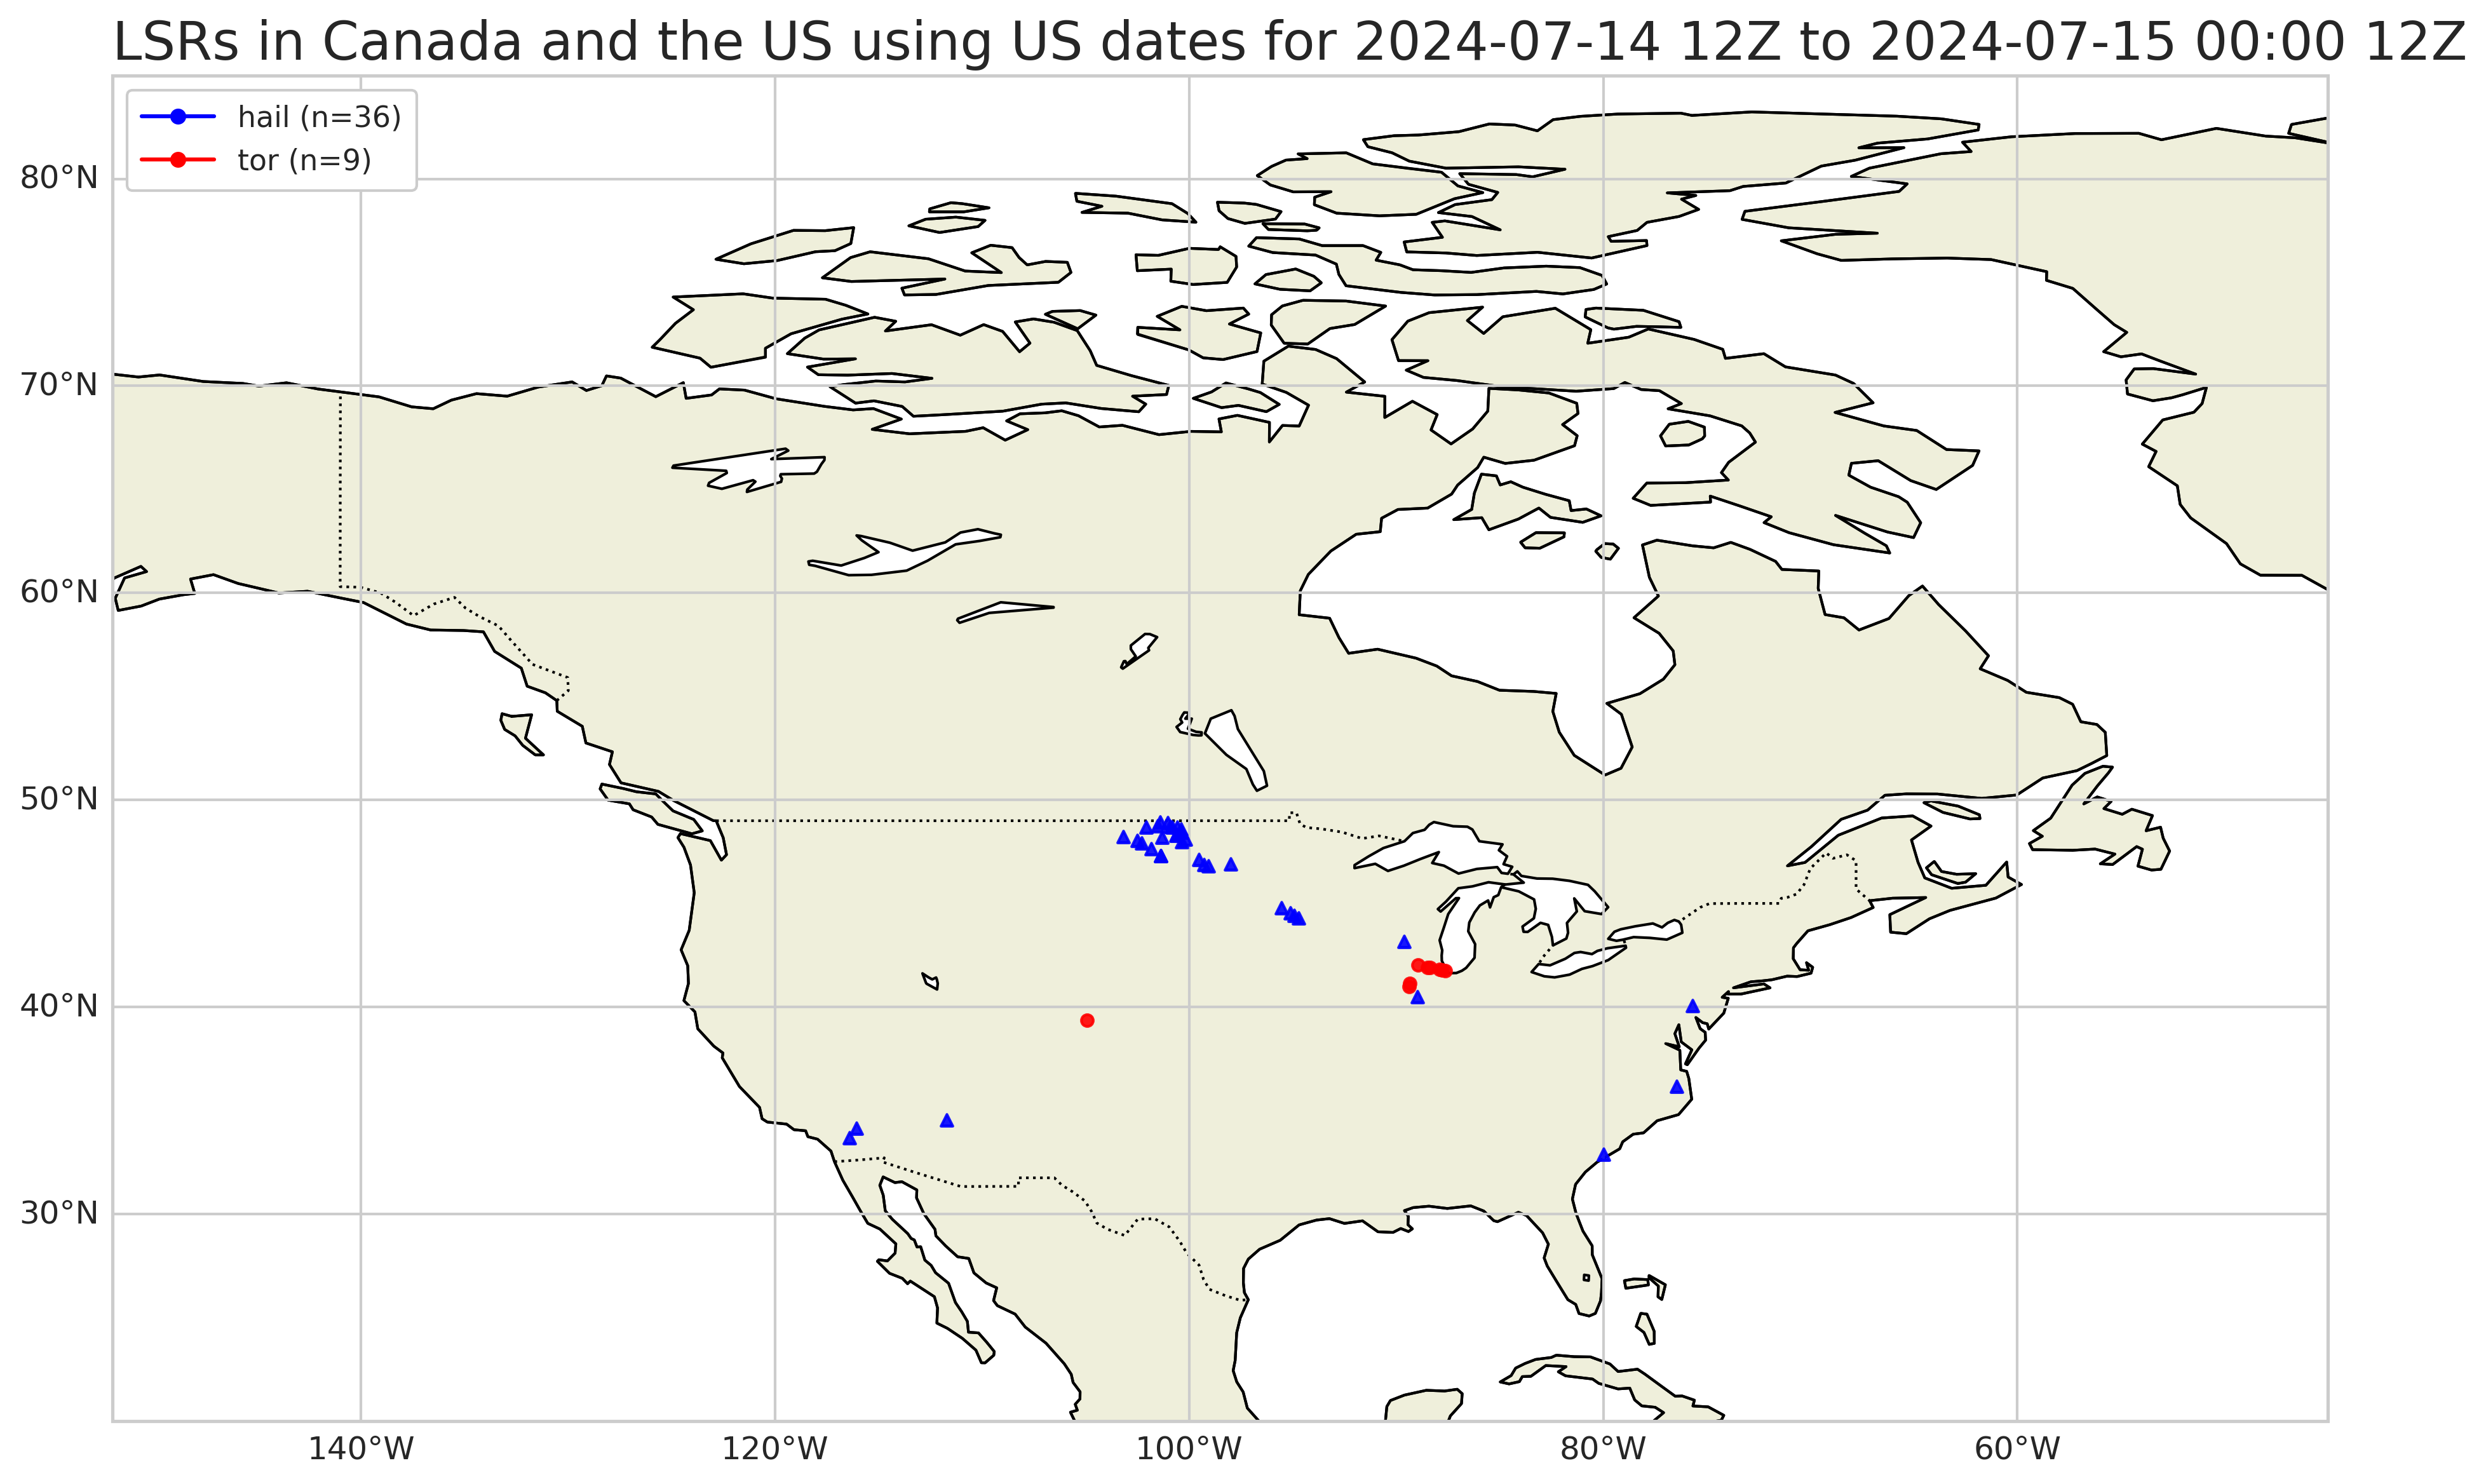 LSRs in Canada and the US using US dates for 2024-07-14 12Z to 2024-07-15 00:00 12Z
hail (n=36)
tor (n=9)
80°N
70°N
60°N
50°N
40°N
30°N
140°W
120°W
100°W
80°W
60°W